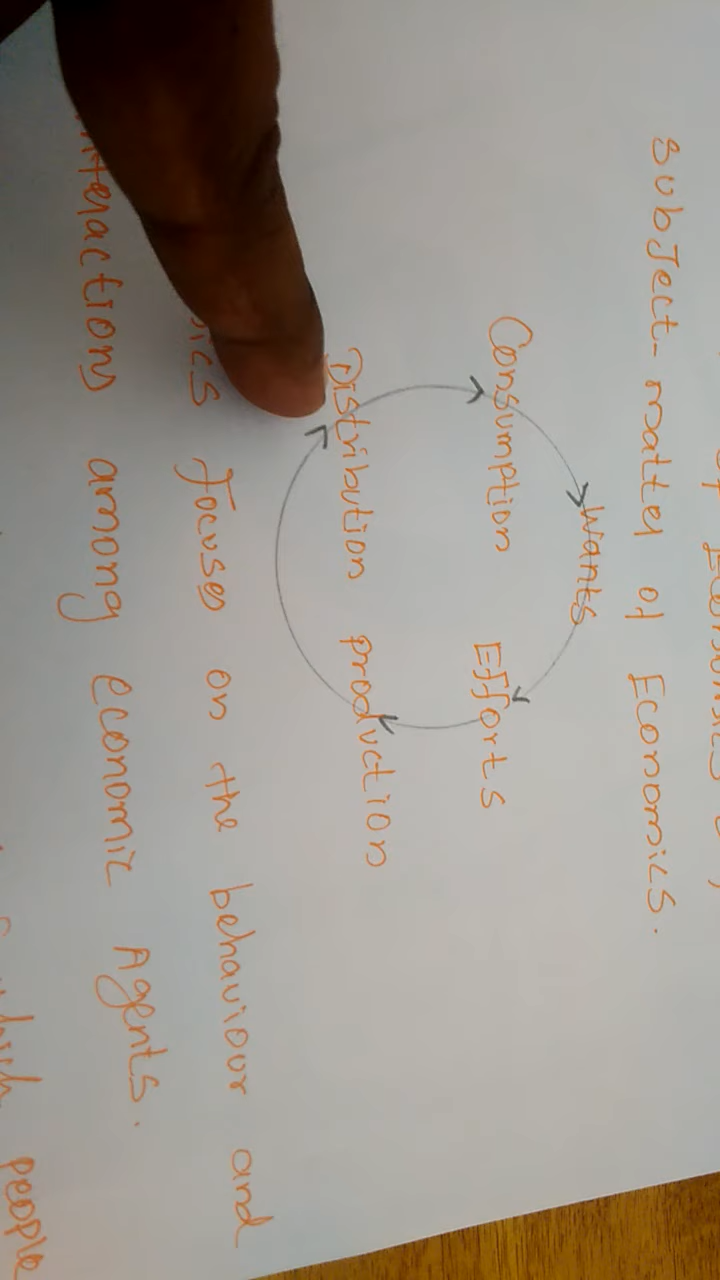 subject-matter of Economics.
Wants
Consumption Efforts
Distribution production
focuses on the behaviour and
interactions among economic Agents.
which people